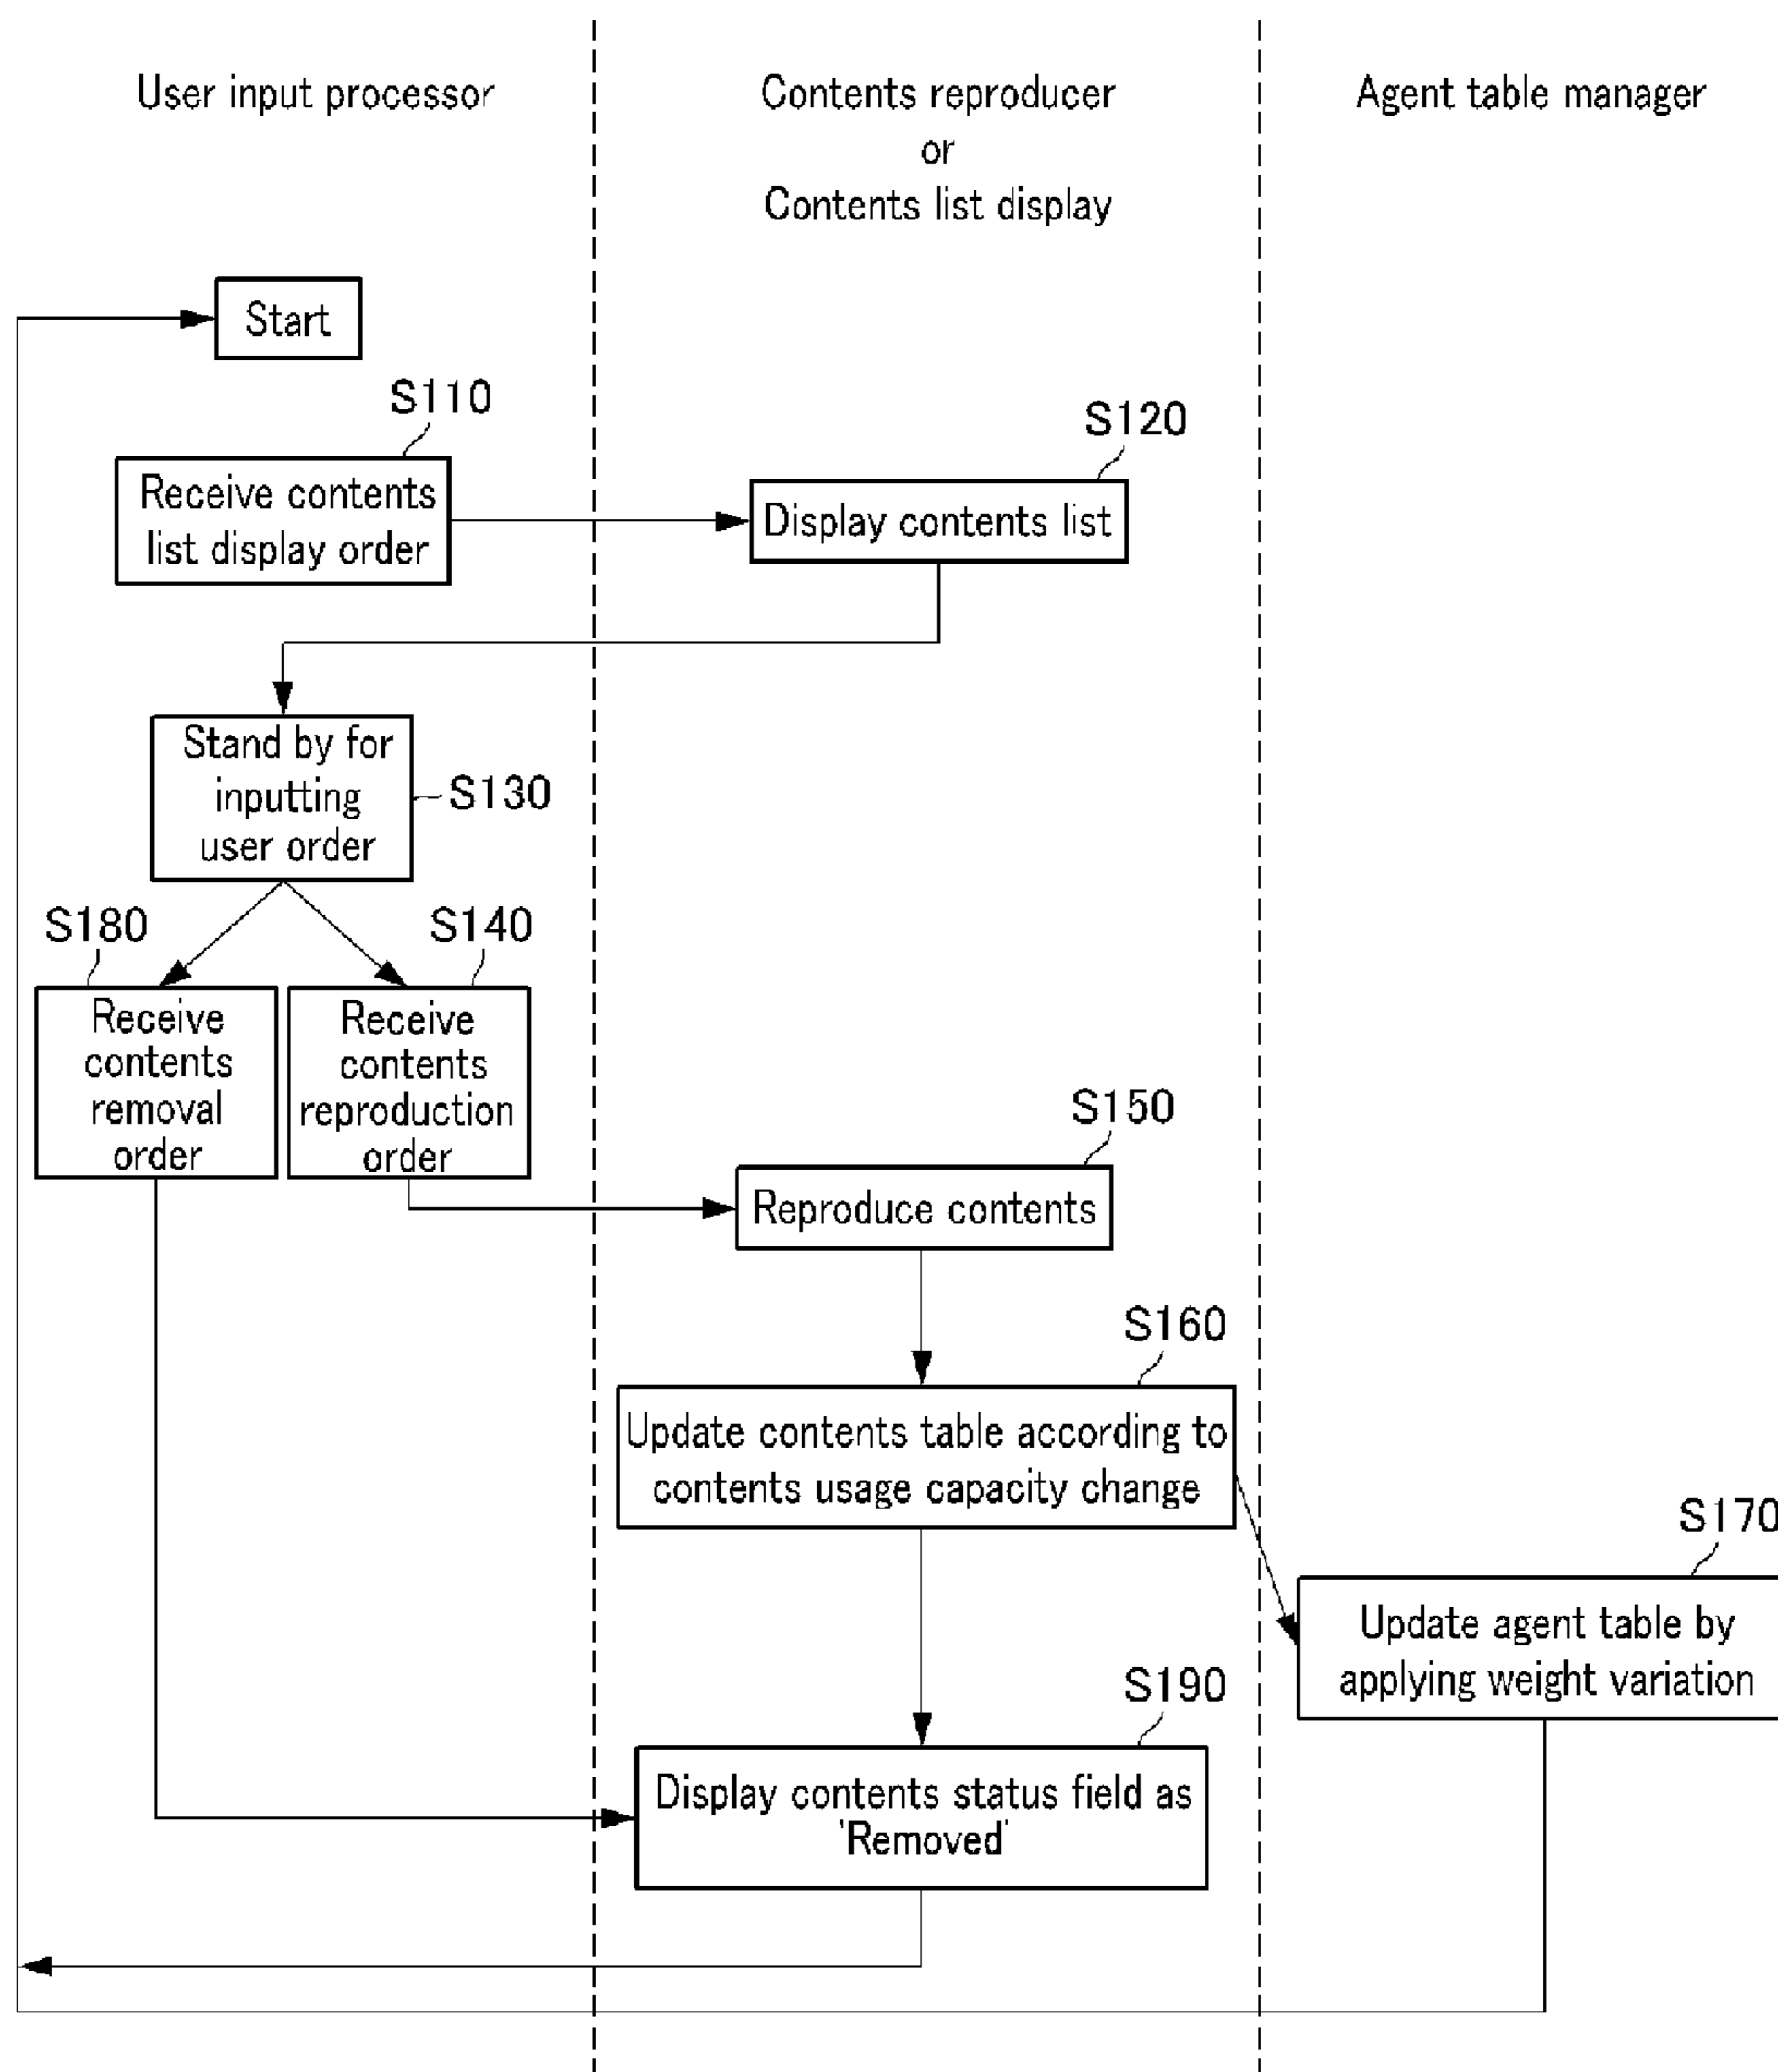 User input processor
Contents reproducer
or
Contents list display
Agent table manager
Start
S110
Receive contents
list display order
S120
Display contents list
Stand by for
inputting
user order
S130
S180
Receive
contents
removal
order
S140
Receive
contents
reproduction
order
S150
Reproduce contents
S160
Update contents table according to
contents usage capacity change
S170
Update agent table by
applying weight variation
S190
Display contents status field as
'Removed'